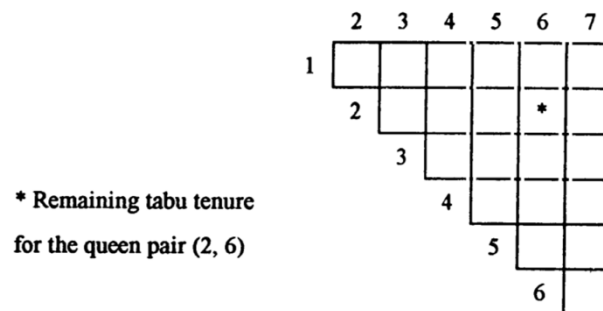 2 3 4 5 6 7
1
2 *
3
* Remaining tabu tenure
4
for the queen pair (2, 6)
5
6